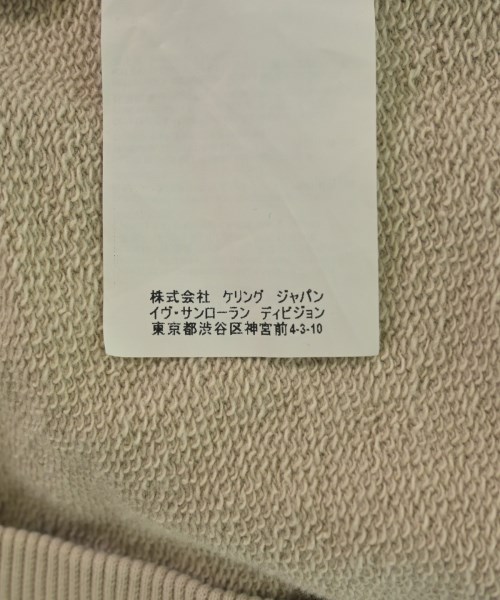 株式会社 ケリング ジャパン
イヴ・サンローラン ディビジョン
東京都渋谷区神宮前4-3-10